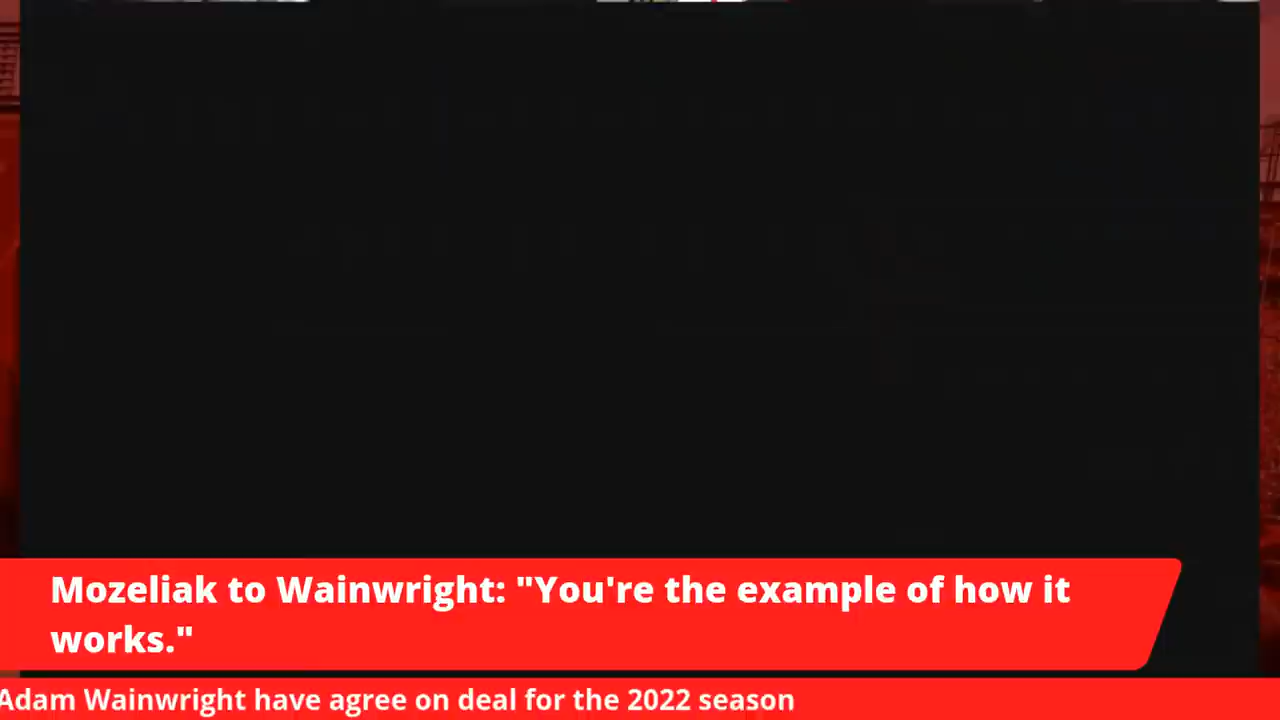 Mozeliak to Wainwright: "You're the example of how it
works."
Adam Wainwright have agree on deal for the 2022 season